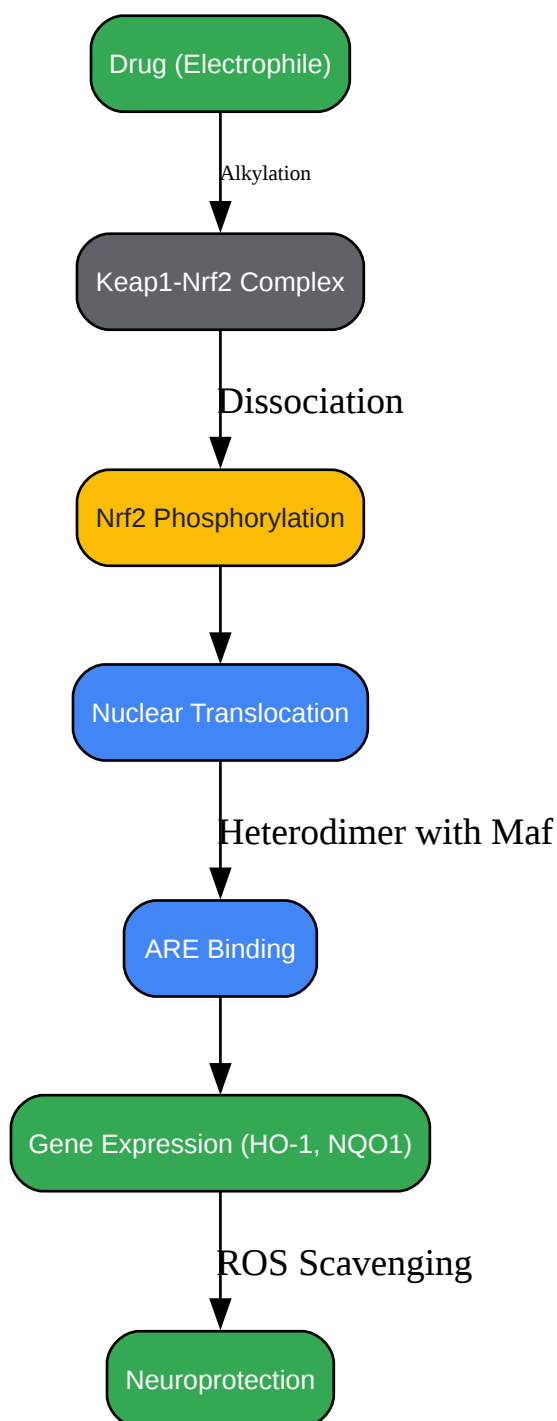 Drug (Electrophile)
Alkylation
Keap1-Nrf2 Complex
Dissociation
Nrf2 Phosphorylation
Nuclear Translocation
Heterodimer with Maf
ARE Binding
Gene Expression (HO-1, NQO1)
ROS Scavenging
Neuroprotection